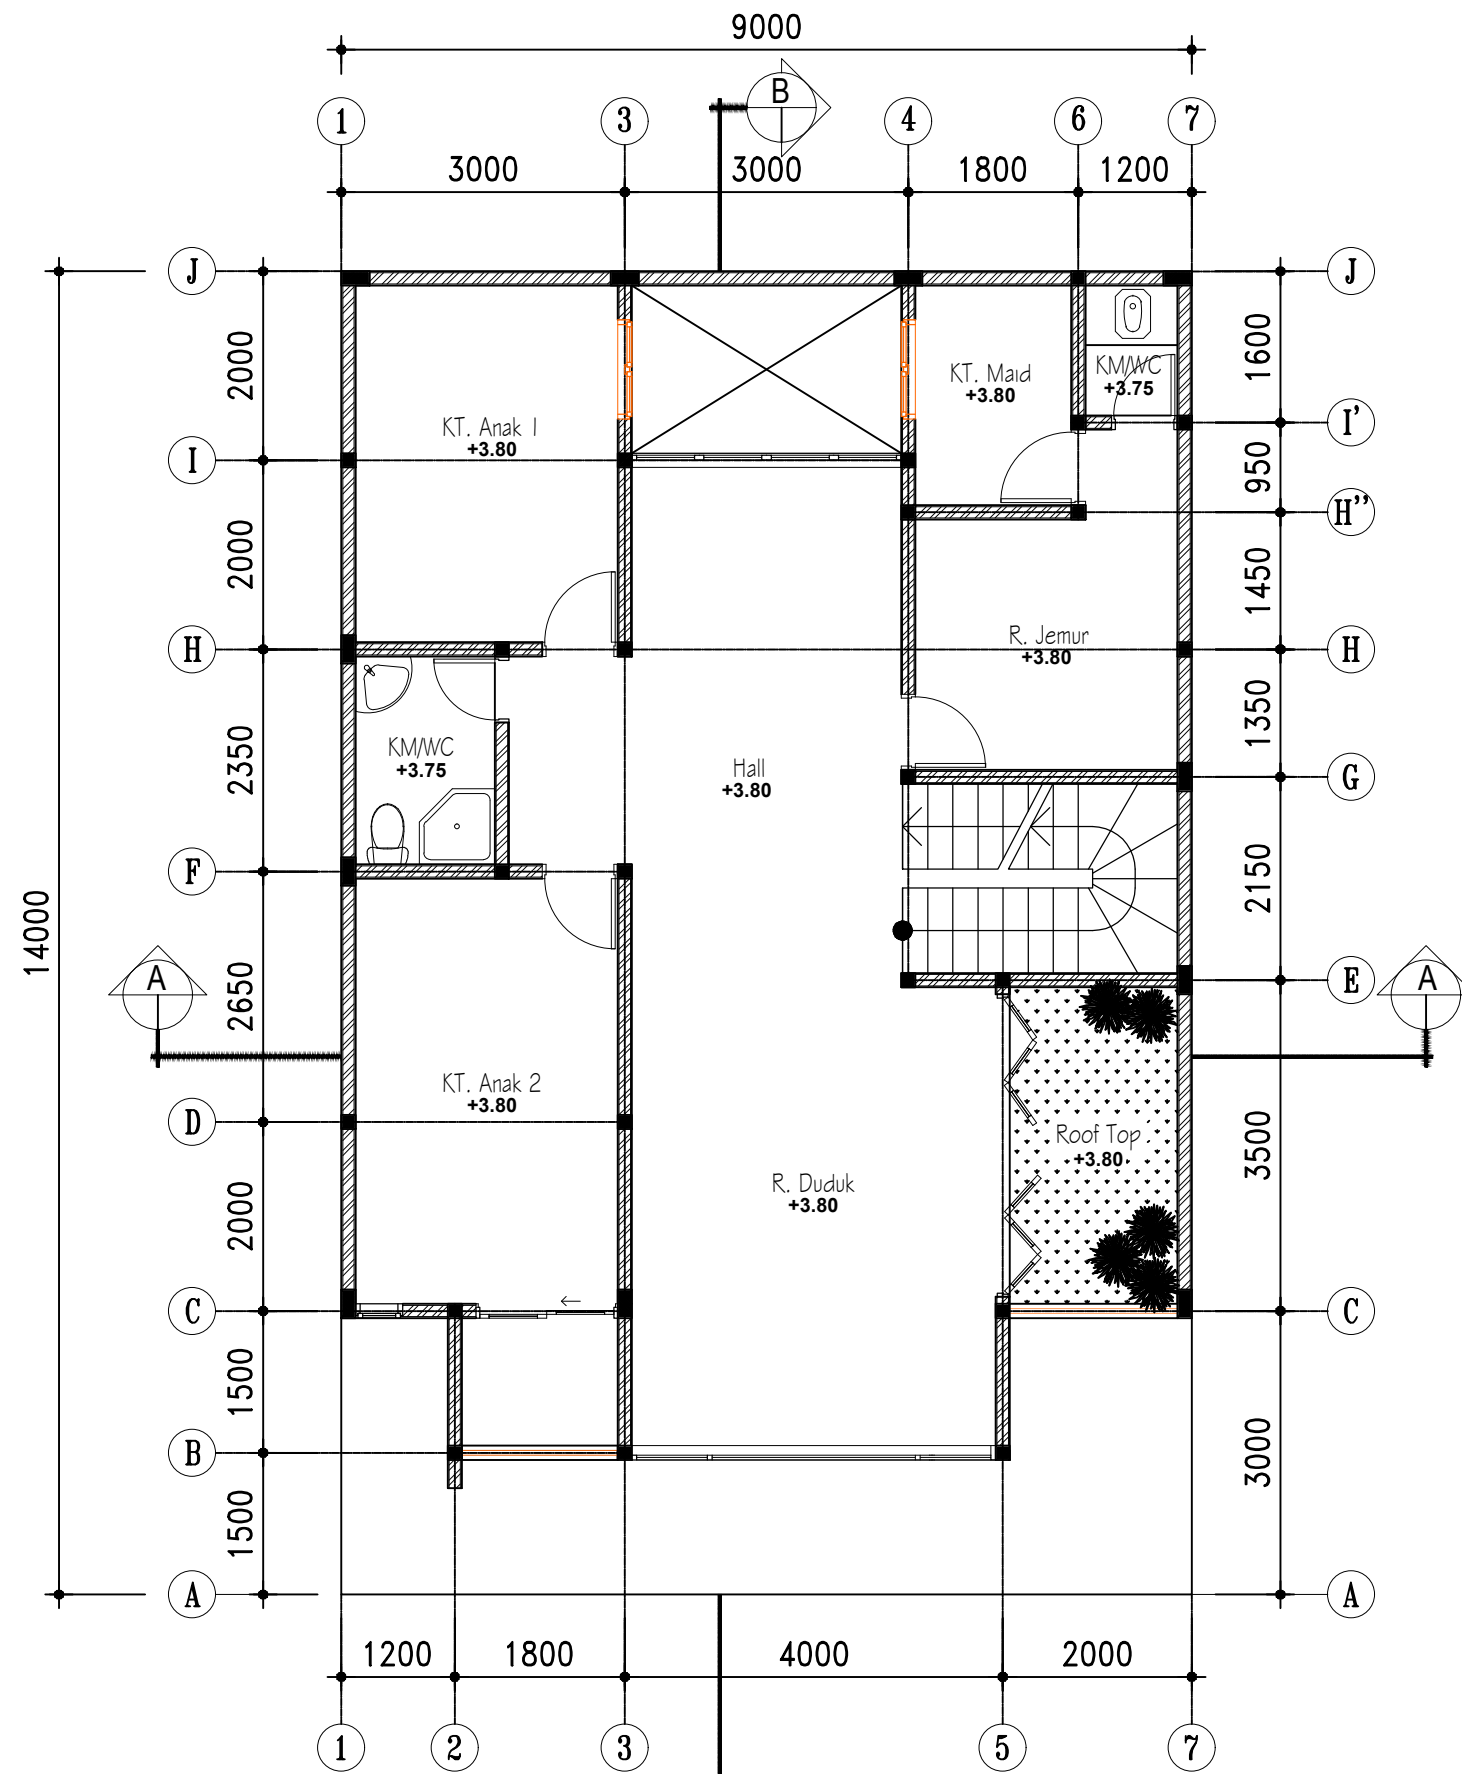 9000
B
1 3 4 6 7
3000 3000 1800 1200
J J
2000 1600
KT. Maid KM/WC
+3.80 +3.75
KT. Anak 1
+3.80
I'
I
950
H''
2000 1450
R. Jemur
+3.80
H H
2350 1350
KM/WC
+3.75
Hall
+3.80
G
F
2150
14000
A 2650 E A
KT. Anak 2
+3.80
D
3500
Roof Top
+3.80
R. Duduk
+3.80
2000
C C
1500
B
3000
1500
A A
1200 1800 4000 2000
1 2 3 5 7